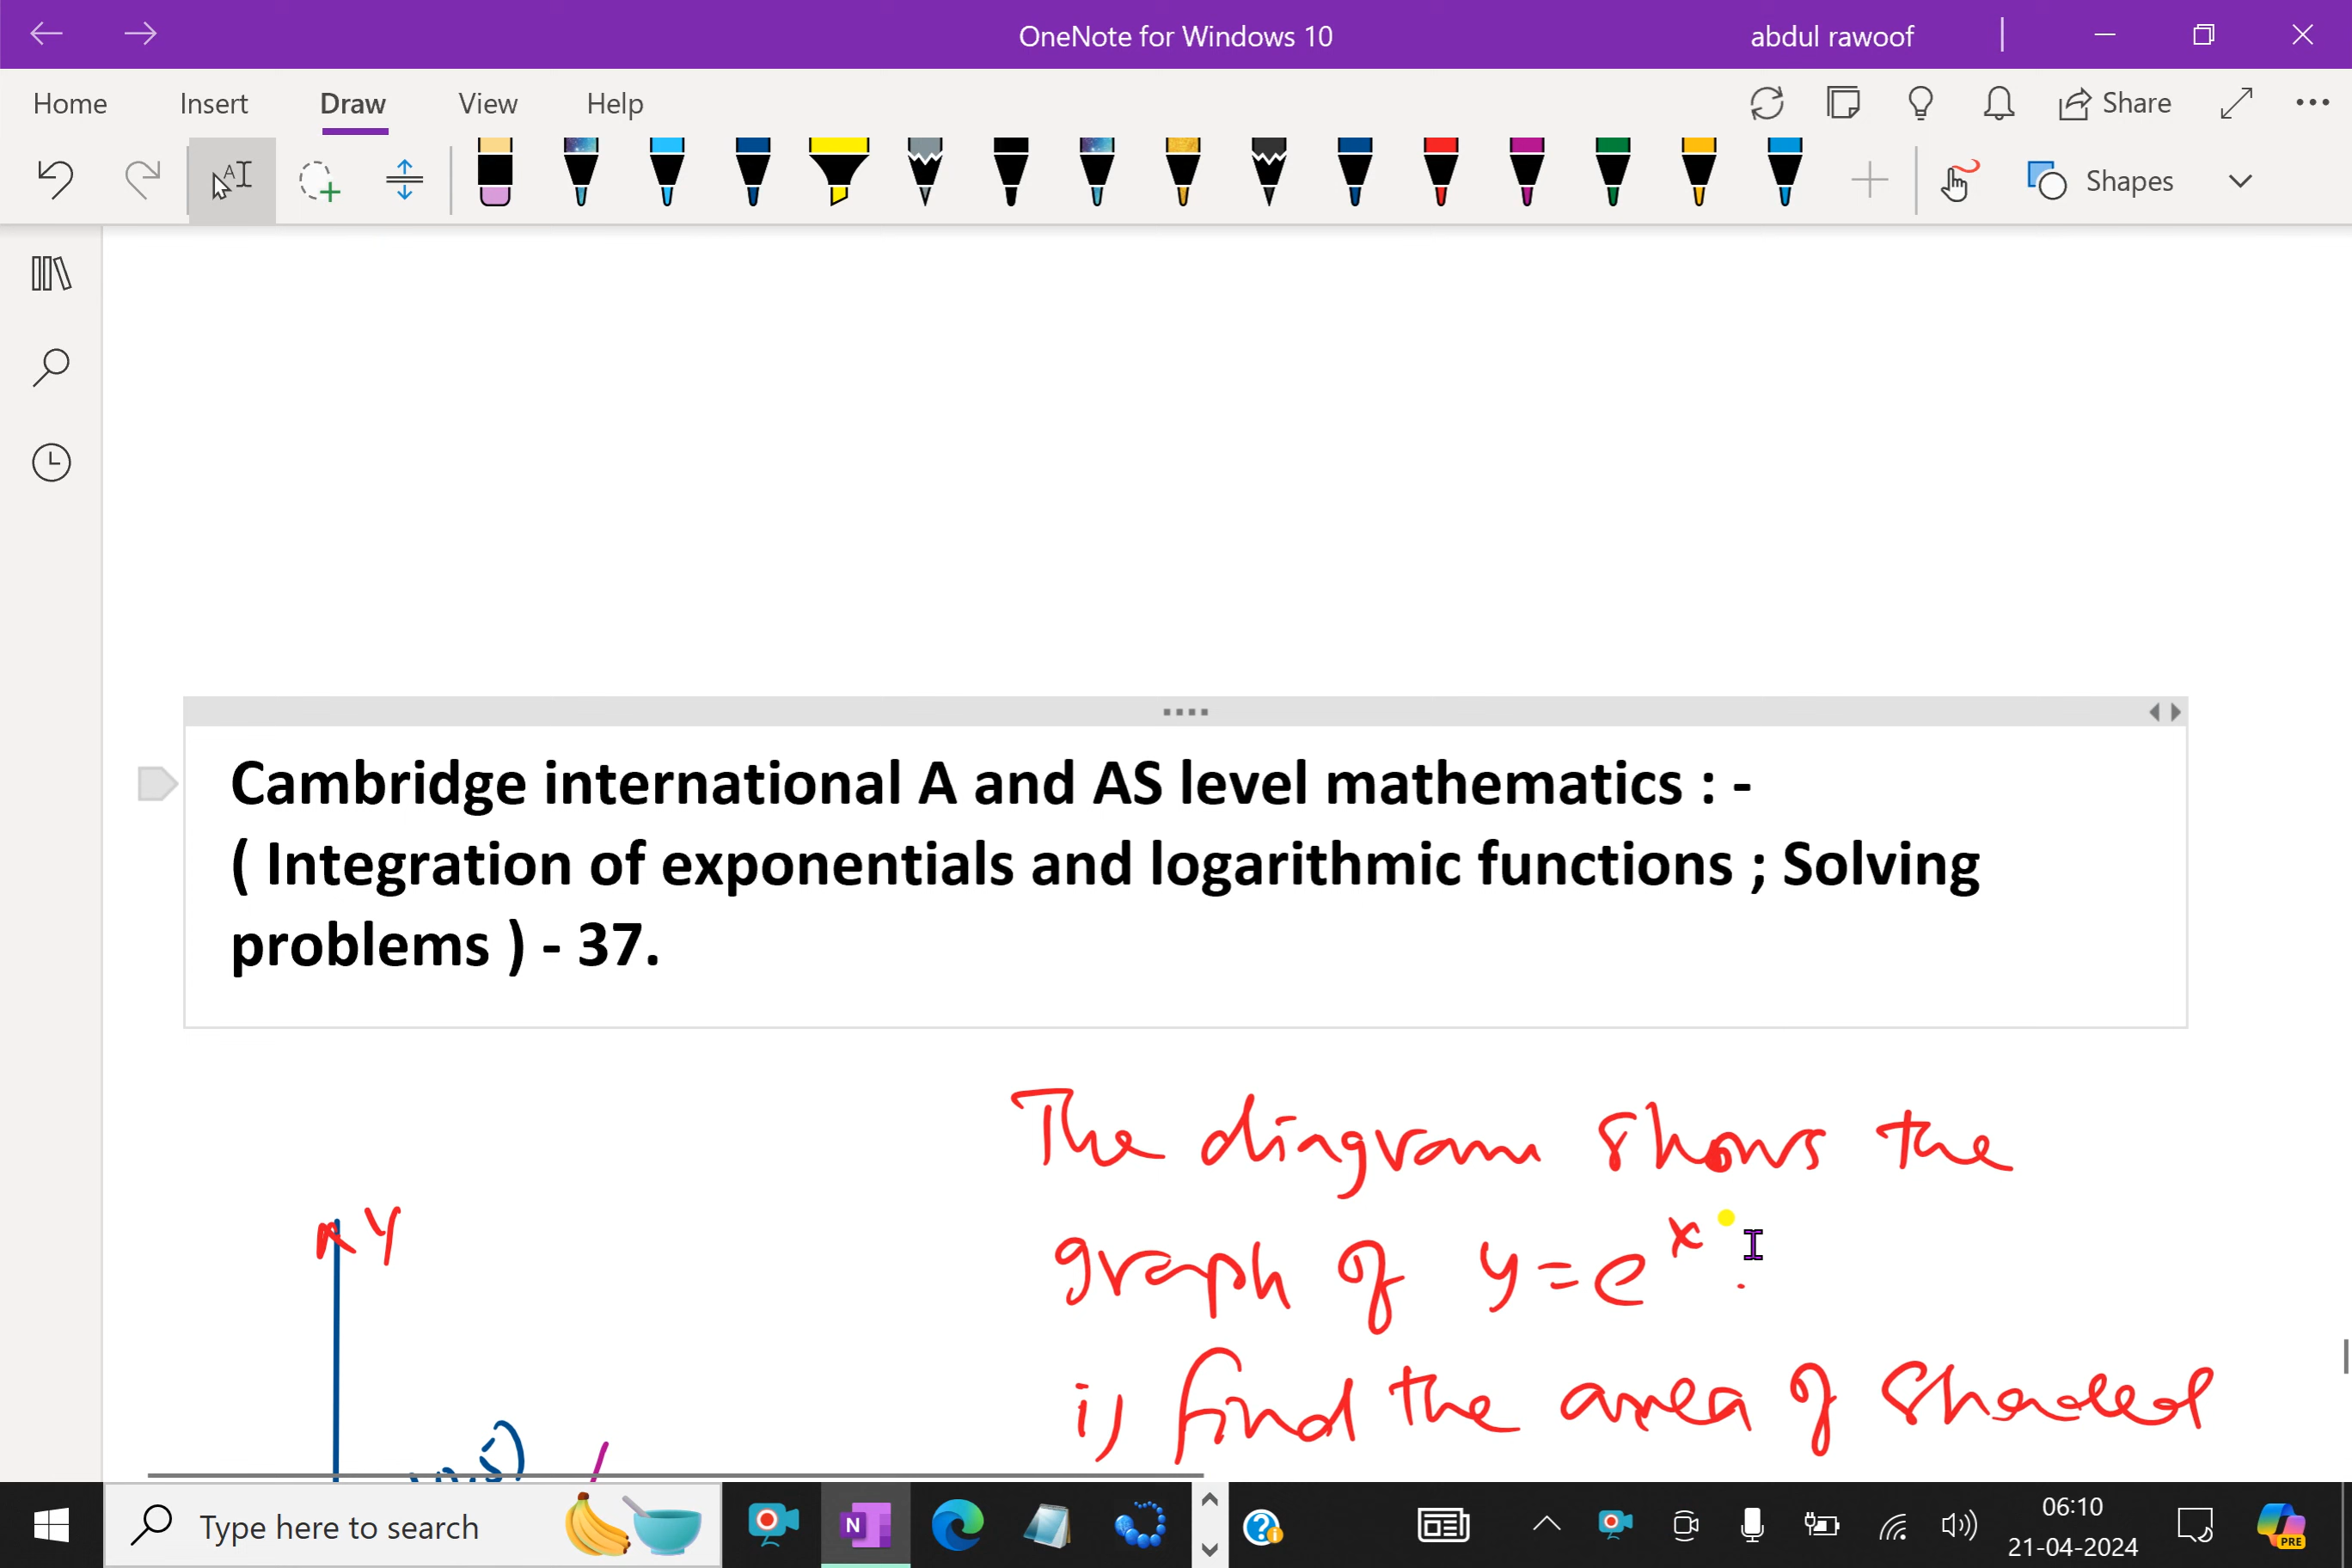 OneNote for Windows 10
abdul rawoof
Home
Insert
Draw
View
Help
Share
Shapes
Cambridge international A and AS level mathematics : -
( Integration of exponentials and logarithmic functions ; Solving
problems ) - 37.
The diagram shows the
y
graph of y=e^x.
i) find the area of shaded
Type here to search
06:10
21-04-2024
PRE